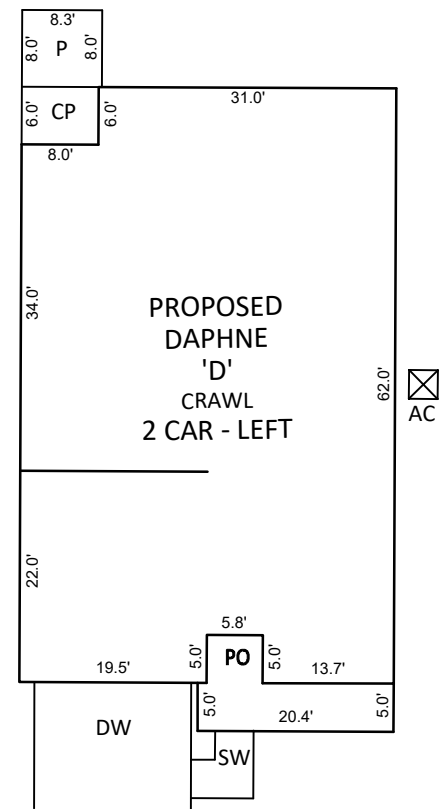 8.3'
8.0'
P
8.0'
6.0'
CP
6.0'
31.0'
8.0'
34.0'
PROPOSED
DAPHNE
'D'
CRAWL
2 CAR - LEFT
62.0'
AC
22.0'
5.8'
5.0'
PO
5.0'
19.5'
13.7'
5.0'
20.4'
5.0'
DW
SW